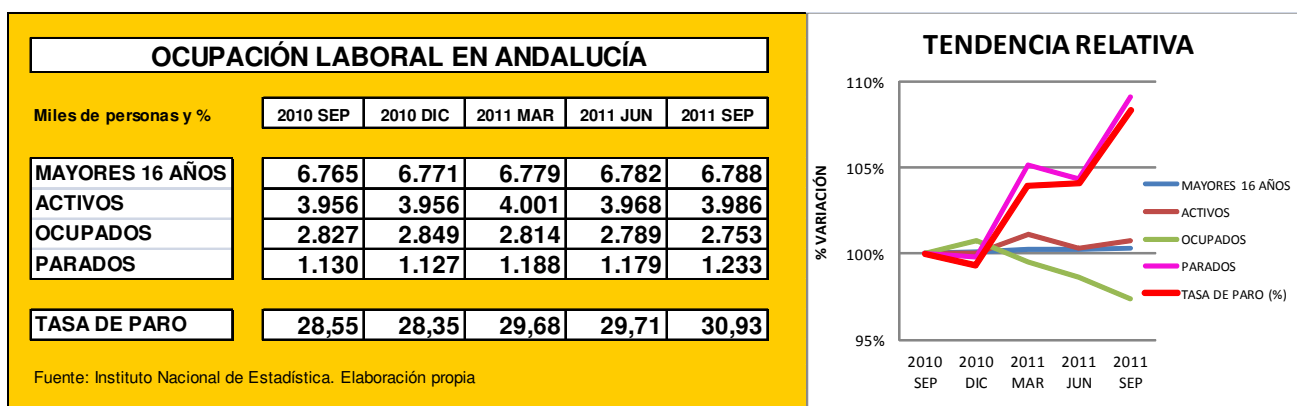 OCUPACIÓN LABORAL EN ANDALUCÍA
Miles de personas y % 2010 SEP 2010 DIC 2011 MAR 2011 JUN 2011 SEP
MAYORES 16 AÑOS 6.765 6.771 6.779 6.782 6.788
ACTIVOS 3.956 3.956 4.001 3.968 3.986
OCUPADOS 2.827 2.849 2.814 2.789 2.753
PARADOS 1.130 1.127 1.188 1.179 1.233
TASA DE PARO 28,55 28,35 29,68 29,71 30,93
Fuente: Instituto Nacional de Estadística. Elaboración propia
TENDENCIA RELATIVA
110%
105%
100%
95%
% VARIACIÓN
2010 2010 2011 2011 2011
SEP DIC MAR JUN SEP
MAYORES 16 AÑOS
ACTIVOS
OCUPADOS
PARADOS
TASA DE PARO (%)